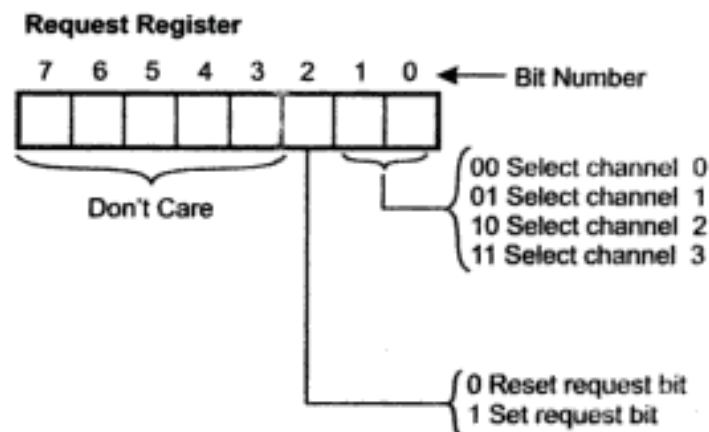 Request Register
7 6 5 4 3 2 1 0 Bit Number
Don't Care
00 Select channel 0
01 Select channel 1
10 Select channel 2
11 Select channel 3
0 Reset request bit
1 Set request bit